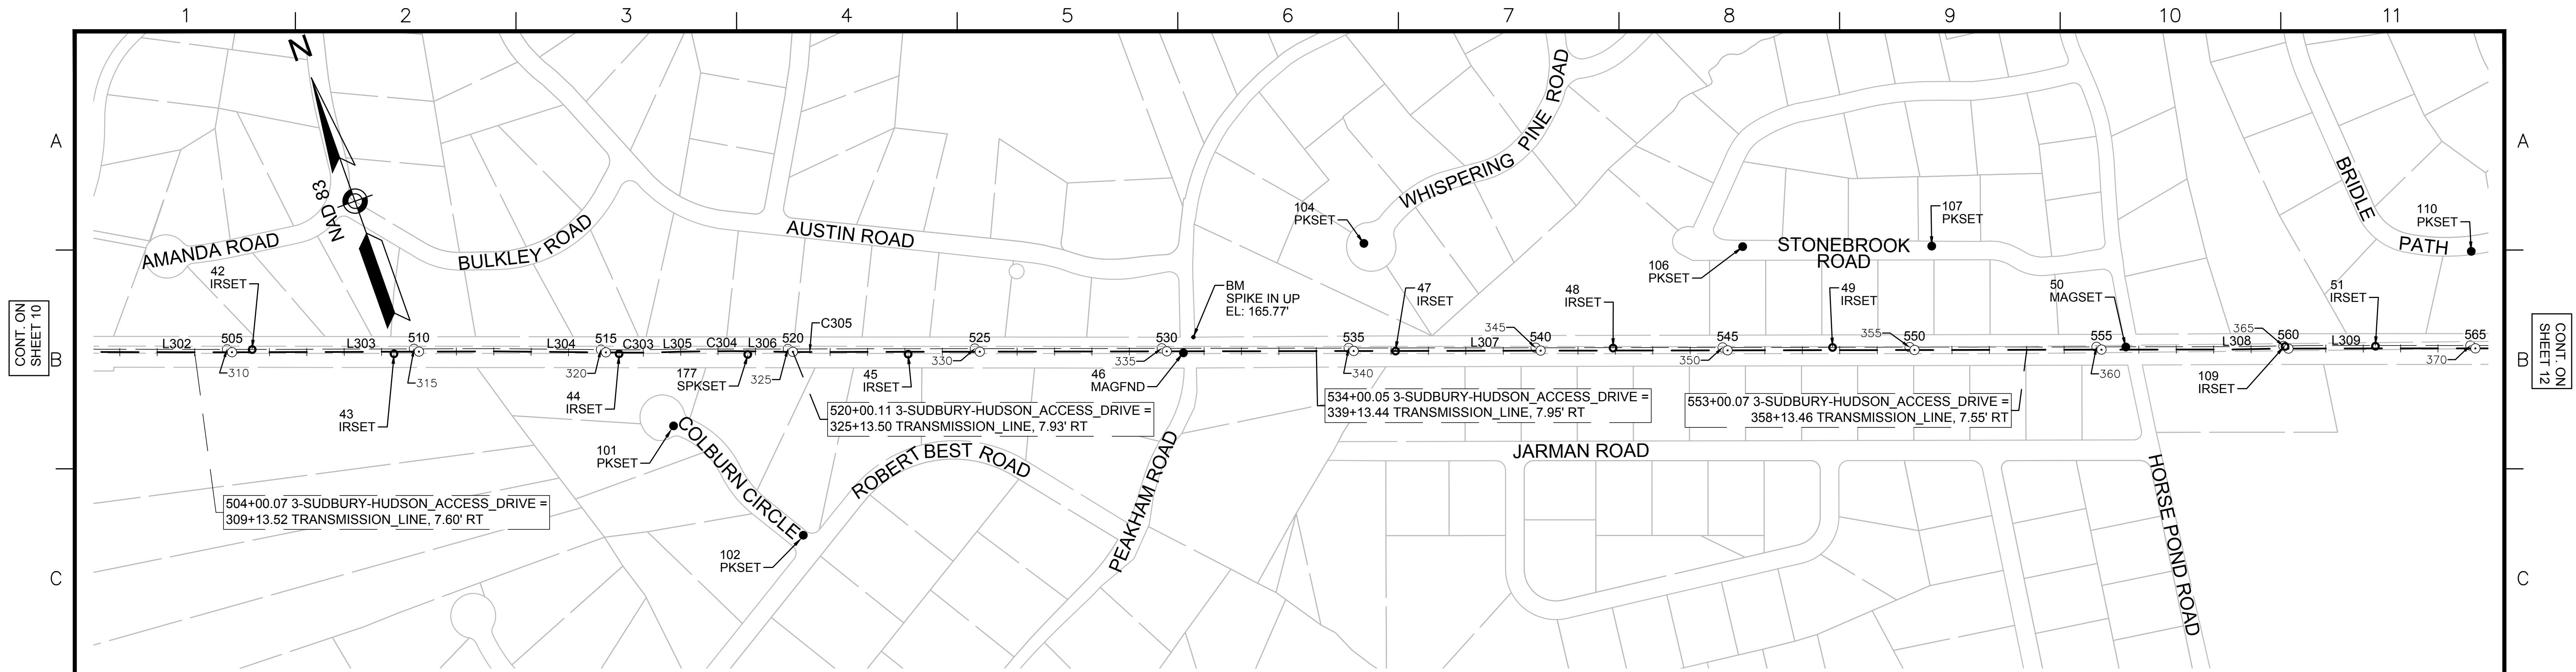 1 2 3 4 5 6 7 8 9 10 11
A
A
B
B
C
C
CONT. ON
SHEET 10
CONT. ON
SHEET 12
N
NAD 83
AMANDA ROAD
BULKLEY ROAD
AUSTIN ROAD
WHISPERING PINE ROAD
STONEBROOK
ROAD
BRIDLE PATH
COLBURN CIRCLE
ROBERT BEST ROAD
PEAKHAM ROAD
JARMAN ROAD
HORSE POND ROAD
104
PKSET
107
PKSET
110
PKSET
106
PKSET
42
IRSET
BM
SPIKE IN UP
EL: 165.77'
47
IRSET
48
IRSET
49
IRSET
50
MAGSET
51
IRSET
C305
L302 505 L303 510 L304 515 C303 L305 C304 L306 520 525 530 535 L307 540 545 550 555 L308 560 L309 565
345
355
365
310
315
320
325
330
335
340
350
360
370
43
IRSET
44
IRSET
177
SPKSET
45
IRSET
46
MAGFND
109
IRSET
101
PKSET
102
PKSET
520+00.11 3-SUDBURY-HUDSON_ACCESS_DRIVE =
325+13.50 TRANSMISSION_LINE, 7.93' RT
534+00.05 3-SUDBURY-HUDSON_ACCESS_DRIVE =
339+13.44 TRANSMISSION_LINE, 7.95' RT
553+00.07 3-SUDBURY-HUDSON_ACCESS_DRIVE =
358+13.46 TRANSMISSION_LINE, 7.55' RT
504+00.07 3-SUDBURY-HUDSON_ACCESS_DRIVE =
309+13.52 TRANSMISSION_LINE, 7.60' RT